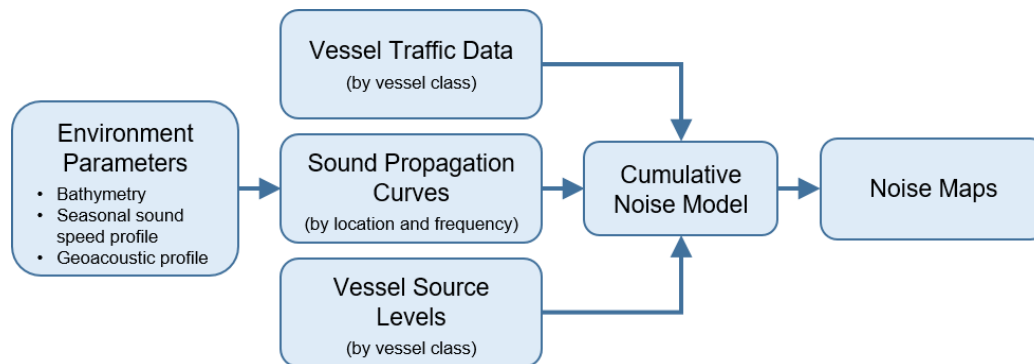 Environment
Parameters
• Bathymetry
• Seasonal sound
speed profile
• Geoacoustic profile
Vessel Traffic Data
(by vessel class)
Sound Propagation
Curves
(by location and frequency)
Vessel Source
Levels
(by vessel class)
Cumulative
Noise Model
Noise Maps